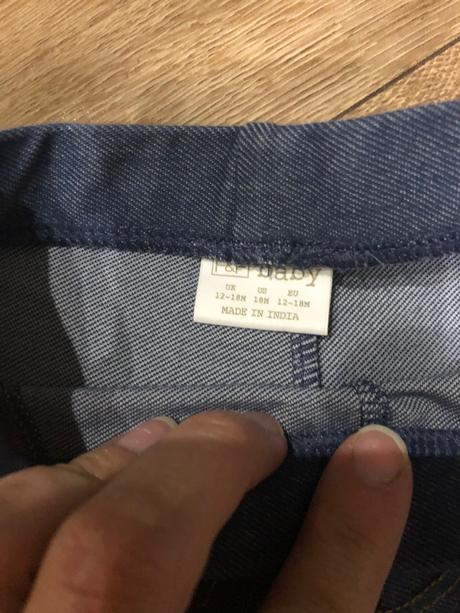 F&F baby
UK US EU
12-18M 18M 12-18M
MADE IN INDIA